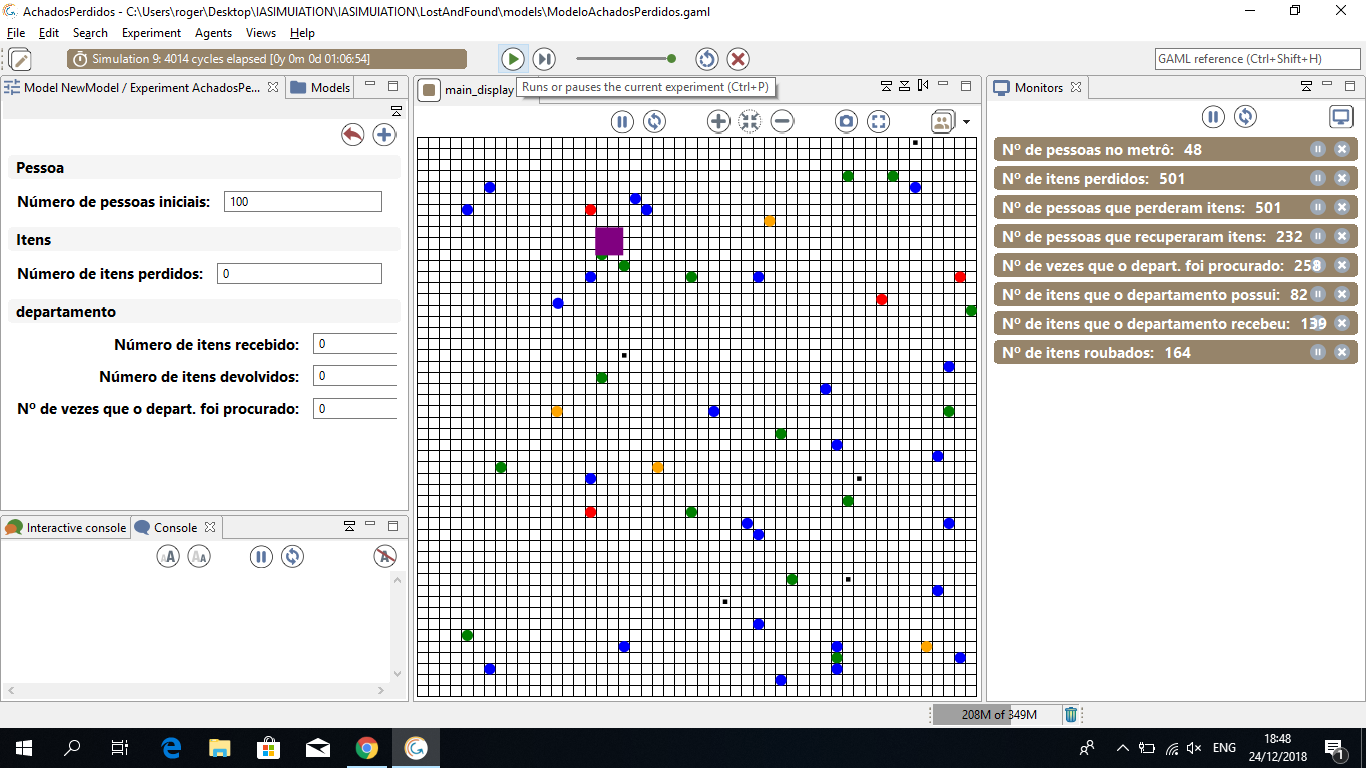 AchadosPerdidos - C:\Users\roger\Desktop\IASIMUlATION\IASIMUlATION\LostAndFound\models\ModeloAchadosPerdidos.gaml
File Edit Search Experiment Agents Views Help
Simulation 9: 4014 cycles elapsed [0y 0m 0d 01:06:54]
GAML reference (Ctrl+Shift+H)
Model NewModel / Experiment AchadosPe...
Models
main_display
Runs or pauses the current experiment (Ctrl+P)
Monitors
Pessoa
Número de pessoas iniciais: 100
Itens
Número de itens perdidos: 0
departamento
Número de itens recebido: 0
Número de itens devolvidos: 0
Nº de vezes que o depart. foi procurado: 0
Nº de pessoas no metrô: 48
Nº de itens perdidos: 501
Nº de pessoas que perderam itens: 501
Nº de pessoas que recuperaram itens: 232
Nº de vezes que o depart. foi procurado: 258
Nº de itens que o departamento possui: 82
Nº de itens que o departamento recebeu: 139
Nº de itens roubados: 164
Interactive console
Console
208M of 349M
ENG
18:48
24/12/2018
1